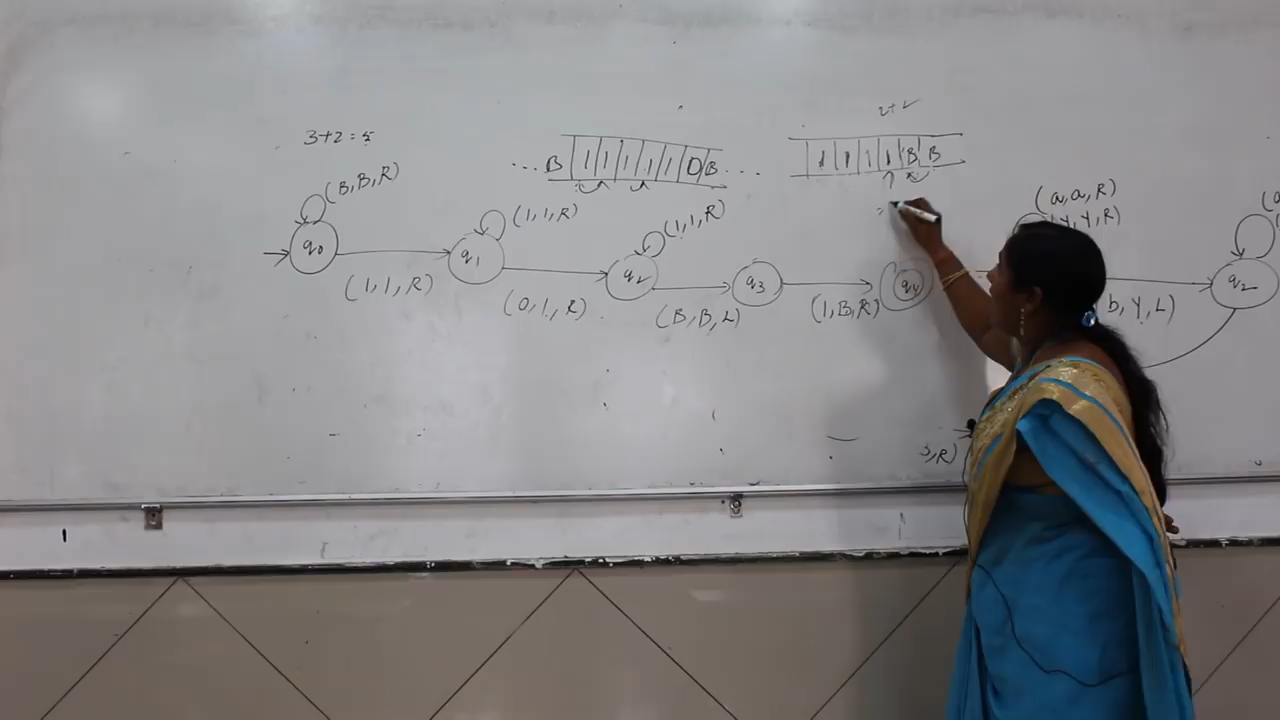 2+2
3+2=5
... B 1 1 1 1 1 0 B ...
1 1 1 1 B B
(B,B,R)
(1,1,R)
(1,1,R)
(a,a,R)
(Y,Y,R)
(a
q0
q1
q2
q3
q4
q2
(1,1,R)
(0,1,R)
(B,B,L)
(1,B,R)
b,Y,L)
,R)